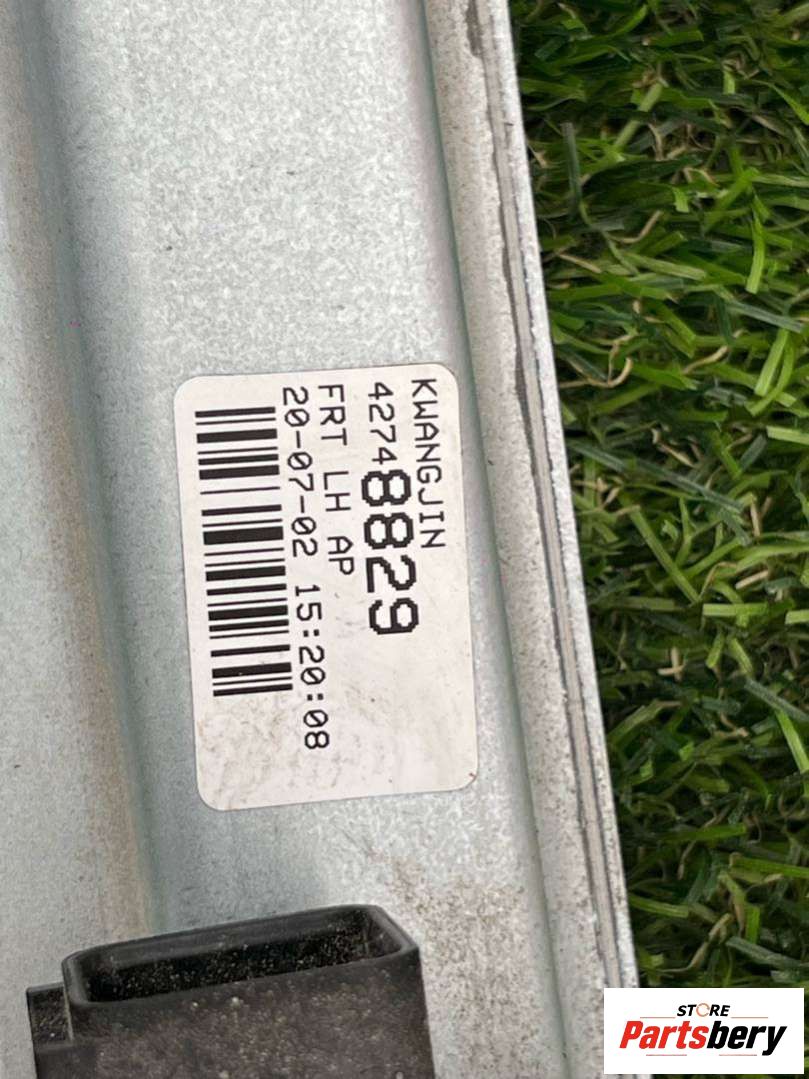 KWANGJIN
42748829
FRT LH AP
20-07-02 15:20:08
STORE
Partsbery